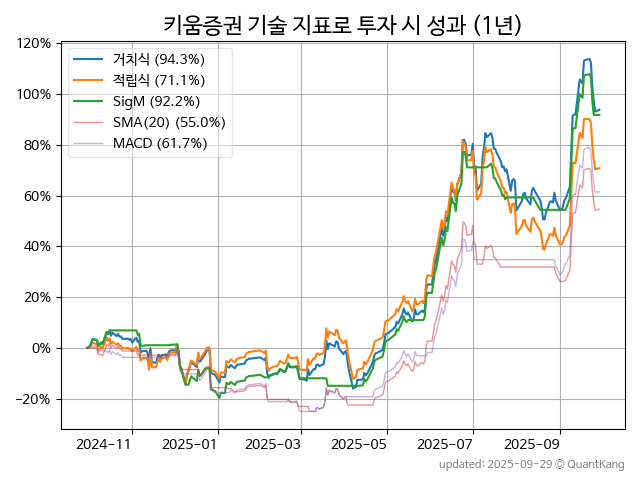 키움증권 기술 지표로 투자 시 성과 (1년)
120%
100%
80%
60%
40%
20%
0%
−20%
거치식 (94.3%)
적립식 (71.1%)
SigM (92.2%)
SMA(20) (55.0%)
MACD (61.7%)
2024−11
2025−01
2025−03
2025−05
2025−07
2025−09
updated: 2025-09-29 © QuantKang